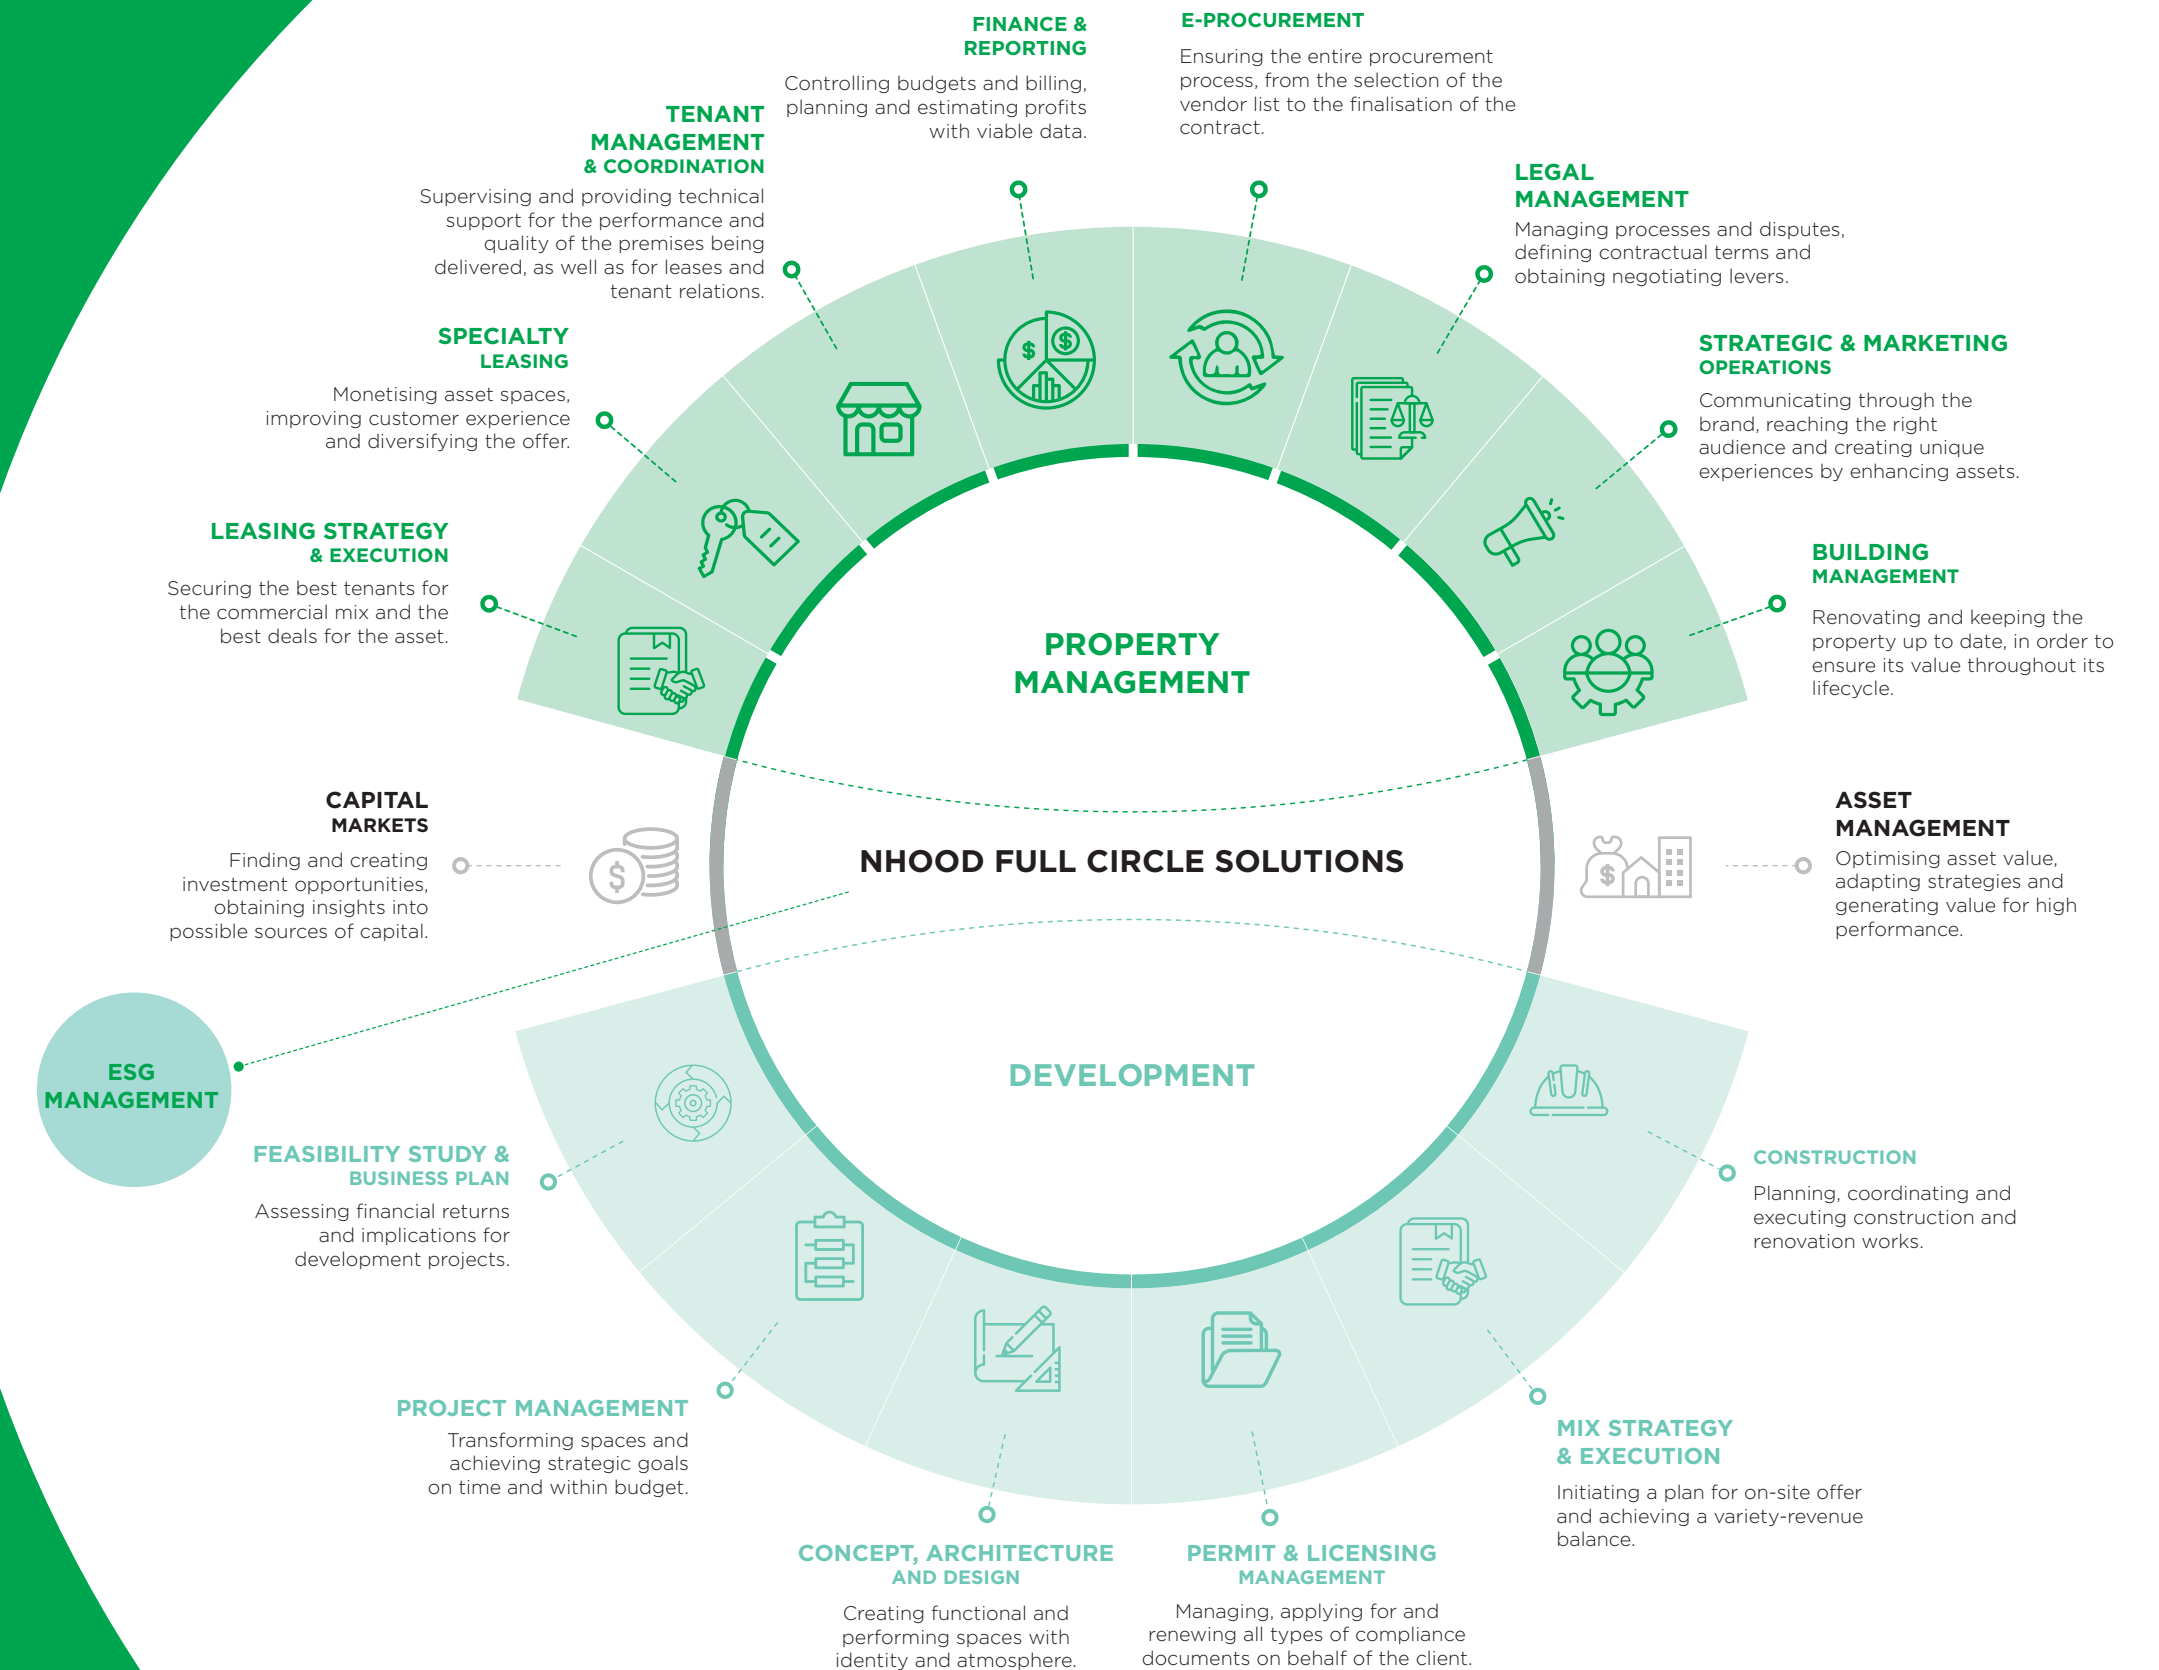 FINANCE &
REPORTING
Controlling budgets and billing,
planning and estimating profits
with viable data.
E-PROCUREMENT
Ensuring the entire procurement
process, from the selection of the
vendor list to the finalisation of the
contract.
TENANT
MANAGEMENT
& COORDINATION
Supervising and providing technical
support for the performance and
quality of the premises being
delivered, as well as for leases and
tenant relations.
LEGAL
MANAGEMENT
Managing processes and disputes,
defining contractual terms and
obtaining negotiating levers.
SPECIALTY
LEASING
Monetising asset spaces,
improving customer experience
and diversifying the offer.
STRATEGIC & MARKETING
OPERATIONS
Communicating through the
brand, reaching the right
audience and creating unique
experiences by enhancing assets.
LEASING STRATEGY
& EXECUTION
Securing the best tenants for
the commercial mix and the
best deals for the asset.
BUILDING
MANAGEMENT
Renovating and keeping the
property up to date, in order to
ensure its value throughout its
lifecycle.
PROPERTY
MANAGEMENT
CAPITAL
MARKETS
Finding and creating
investment opportunities,
obtaining insights into
possible sources of capital.
NHOOD FULL CIRCLE SOLUTIONS
ASSET
MANAGEMENT
Optimising asset value,
adapting strategies and
generating value for high
performance.
ESG
MANAGEMENT
DEVELOPMENT
FEASIBILITY STUDY &
BUSINESS PLAN
Assessing financial returns
and implications for
development projects.
CONSTRUCTION
Planning, coordinating and
executing construction and
renovation works.
PROJECT MANAGEMENT
Transforming spaces and
achieving strategic goals
on time and within budget.
MIX STRATEGY
& EXECUTION
Initiating a plan for on-site offer
and achieving a variety-revenue
balance.
CONCEPT, ARCHITECTURE
AND DESIGN
Creating functional and
performing spaces with
identity and atmosphere.
PERMIT & LICENSING
MANAGEMENT
Managing, applying for and
renewing all types of compliance
documents on behalf of the client.